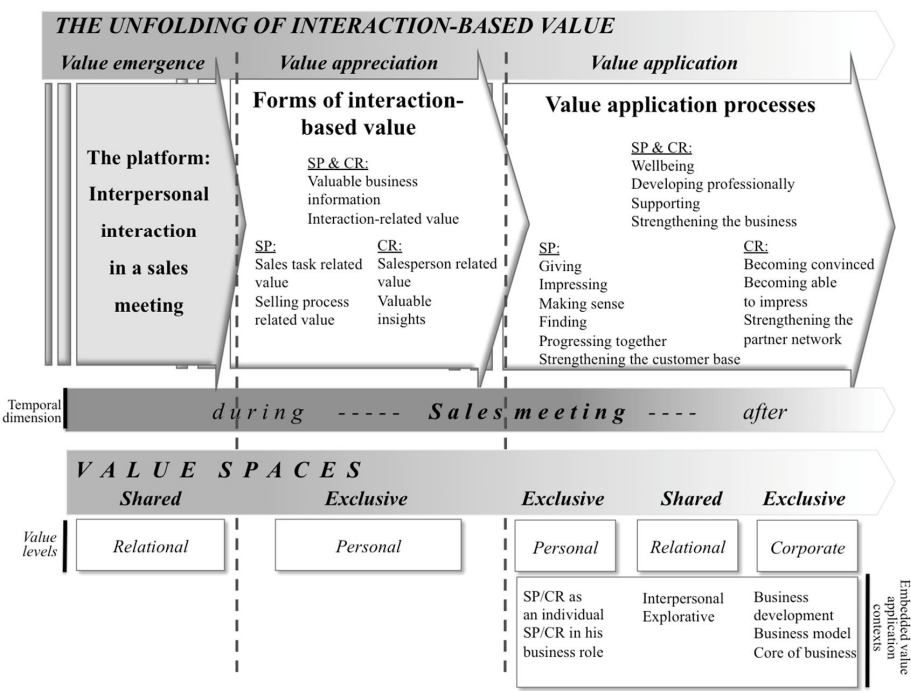 THE UNFOLDING OF INTERACTION-BASED VALUE
Value emergence
Value appreciation
Value application
The platform:
Interpersonal
interaction
in a sales
meeting
Forms of interaction-
based value
SP & CR:
Valuable business
information
Interaction-related value
SP:
Sales task related
value
Selling process
related value
CR:
Salesperson related
value
Valuable
insights
Value application processes
SP & CR:
Wellbeing
Developing professionally
Supporting
Strengthening the business
SP:
Giving
Impressing
Making sense
Finding
Progressing together
Strengthening the customer base
CR:
Becoming convinced
Becoming able
to impress
Strengthening the
partner network
Temporal
dimension
during ----- Sales meeting ---- after
VALUE SPACES
Shared
Exclusive
Exclusive
Shared
Exclusive
Value
levels
Relational
Personal
Personal
Relational
Corporate
SP/CR as
an individual
SP/CR in his
business role
Interpersonal
Explorative
Business
development
Business model
Core of business
Embedded value
application
contexts